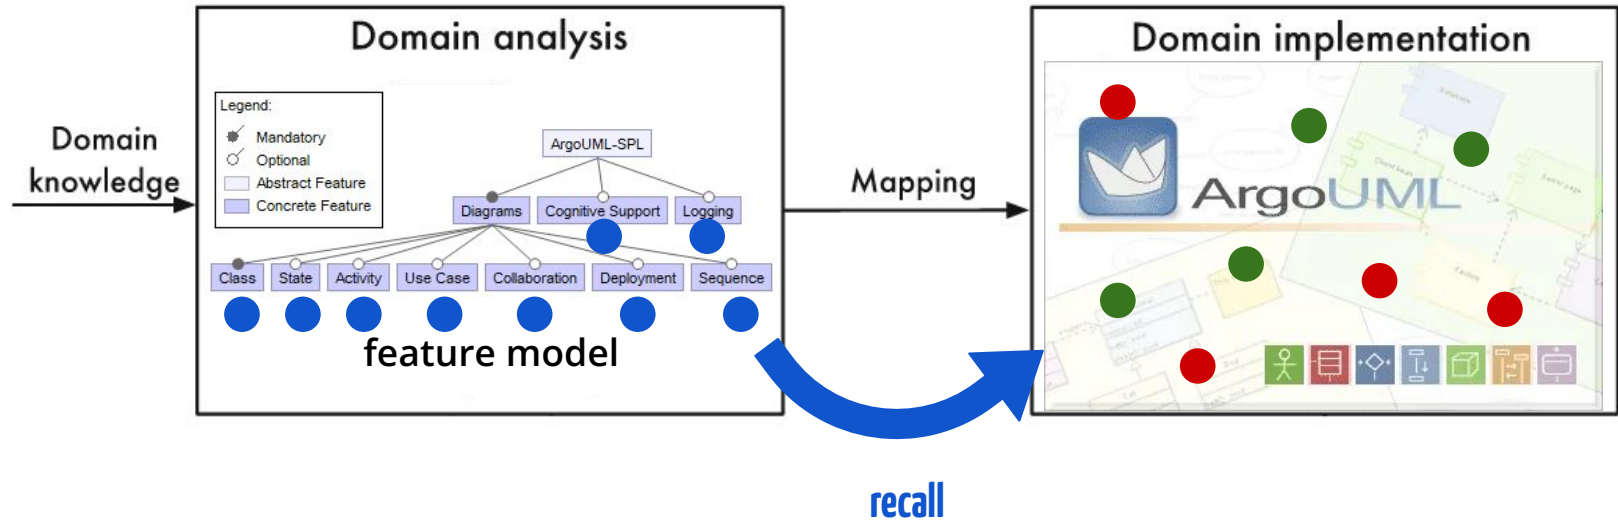 Domain
knowledge
Domain analysis
Legend:
Mandatory
Optional
Abstract Feature
Concrete Feature
ArgoUML-SPL
Diagrams
Cognitive Support
Logging
Class
State
Activity
Use Case
Collaboration
Deployment
Sequence
feature model
Mapping
recall
Domain implementation
ArgoUML